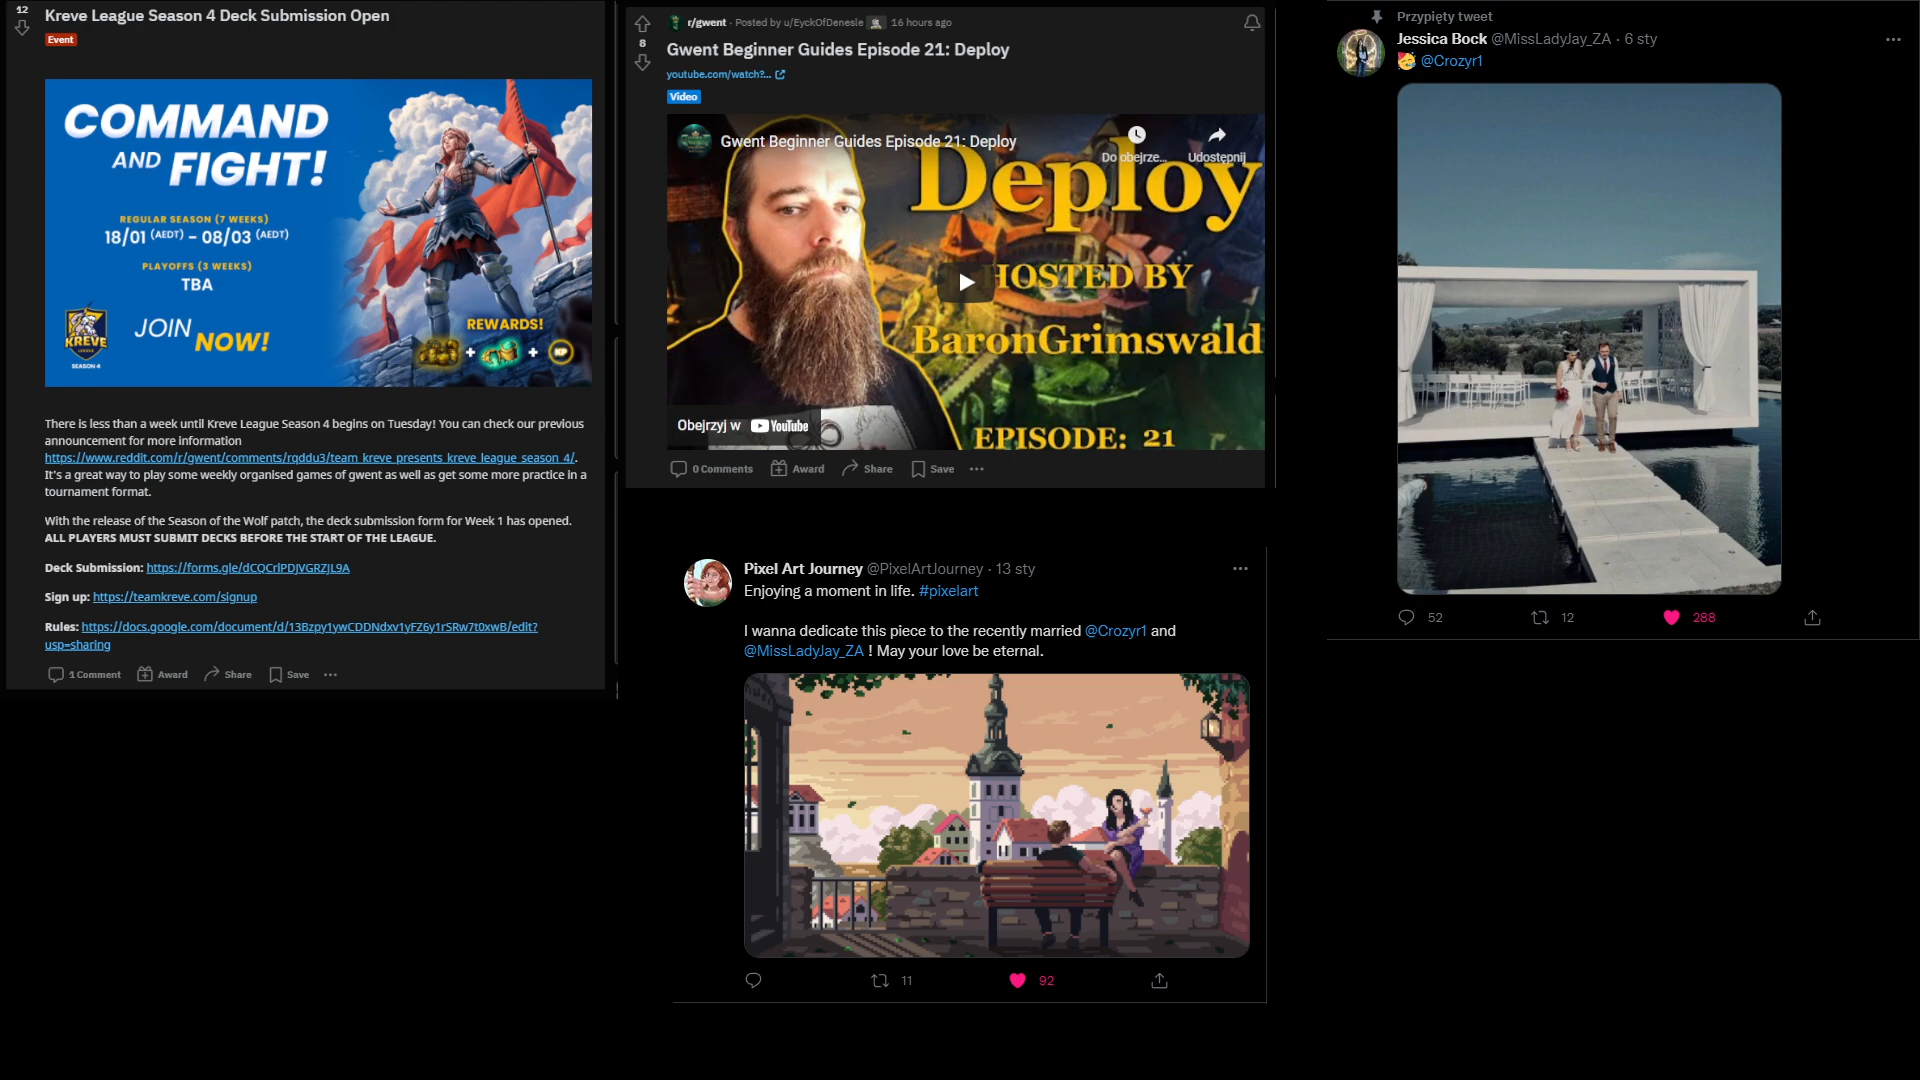 12
Kreve League Season 4 Deck Submission Open
Event
COMMAND
AND FIGHT!
REGULAR SEASON (7 WEEKS)
18/01 (AEDT) – 08/03 (AEDT)
PLAYOFFS (3 WEEKS)
TBA
JOIN NOW!
REWARDS!
+ + KP
KREVE
LEAGUE
SEASON 4
There is less than a week until Kreve League Season 4 begins on Tuesday! You can check our previous
announcement for more information
https://www.reddit.com/r/gwent/comments/rqddu3/team_kreve_presents_kreve_league_season_4/.
It's a great way to play some weekly organised games of gwent as well as get some more practice in a
tournament format.
With the release of the Season of the Wolf patch, the deck submission form for Week 1 has opened.
ALL PLAYERS MUST SUBMIT DECKS BEFORE THE START OF THE LEAGUE.
Deck Submission: https://forms.gle/dCQCriPDJVGRZJL9A
Sign up: https://teamkreve.com/signup
Rules: https://docs.google.com/document/d/13Bzpy1ywCDDNdxv1yFZ6y1rSRw7t0xwB/edit?
usp=sharing
1 Comment Award Share Save ...
r/gwent · Posted by u/EyckOfDenesle 16 hours ago
8
Gwent Beginner Guides Episode 21: Deploy
youtube.com/watch?...
Video
Gwent Beginner Guides Episode 21: Deploy
Do obejrze... Udostępnij
Deploy
HOSTED BY
BaronGrimswald
EPISODE: 21
Obejrzyj w YouTube
0 Comments Award Share Save ...
Pixel Art Journey @PixelArtJourney · 13 sty
Enjoying a moment in life. #pixelart
I wanna dedicate this piece to the recently married @Crozyr1 and
@MissLadyJay_ZA ! May your love be eternal.
11 92
Przypięty tweet
Jessica Bock @MissLadyJay_ZA · 6 sty
🥳 @Crozyr1
52 12 288